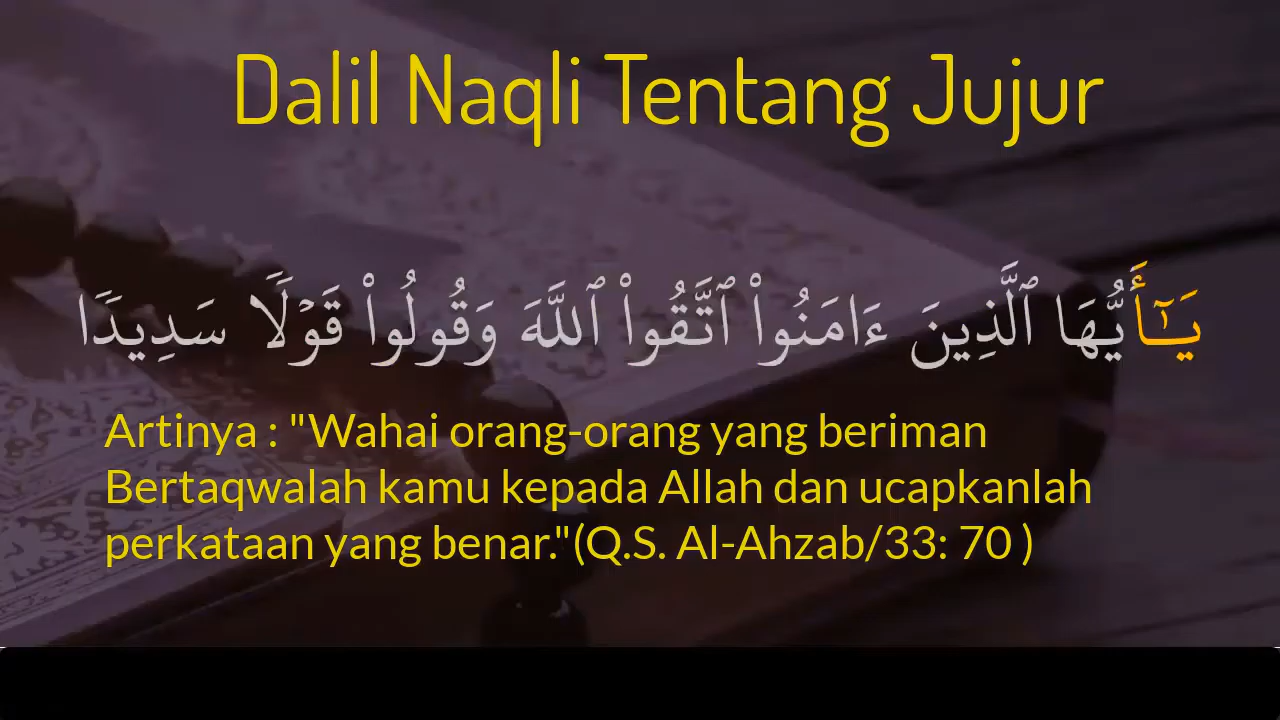 Dalil Naqli Tentang Jujur
يَـٰٓأَيُّهَا ٱلَّذِينَ ءَامَنُوا۟ ٱتَّقُوا۟ ٱللَّهَ وَقُولُوا۟ قَوْلًا سَدِيدًا
Artinya : "Wahai orang-orang yang beriman
Bertaqwalah kamu kepada Allah dan ucapkanlah
perkataan yang benar."(Q.S. Al-Ahzab/33: 70 )